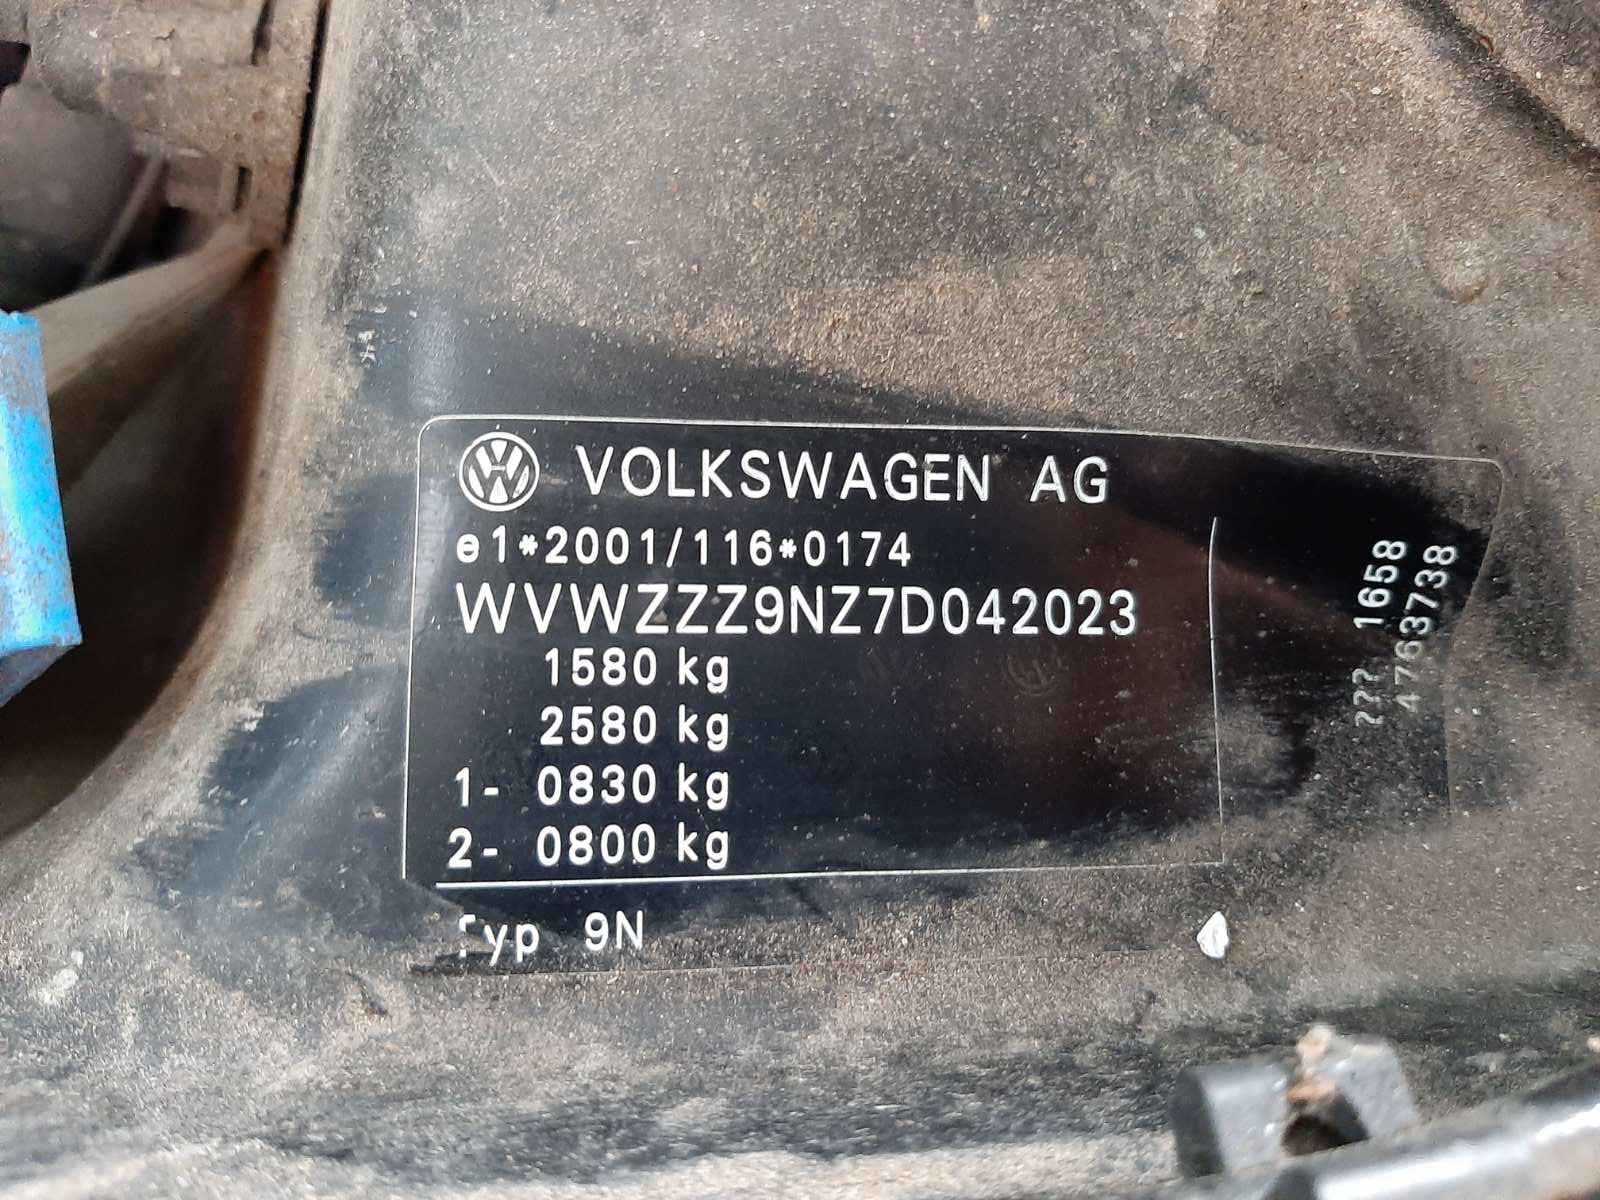 VOLKSWAGEN AG
e1*2001/116*0174
WVWZZZ9NZ7D042023
1580 kg
2580 kg
1- 0830 kg
2- 0800 kg
Typ 9N
??? 1658
4763738